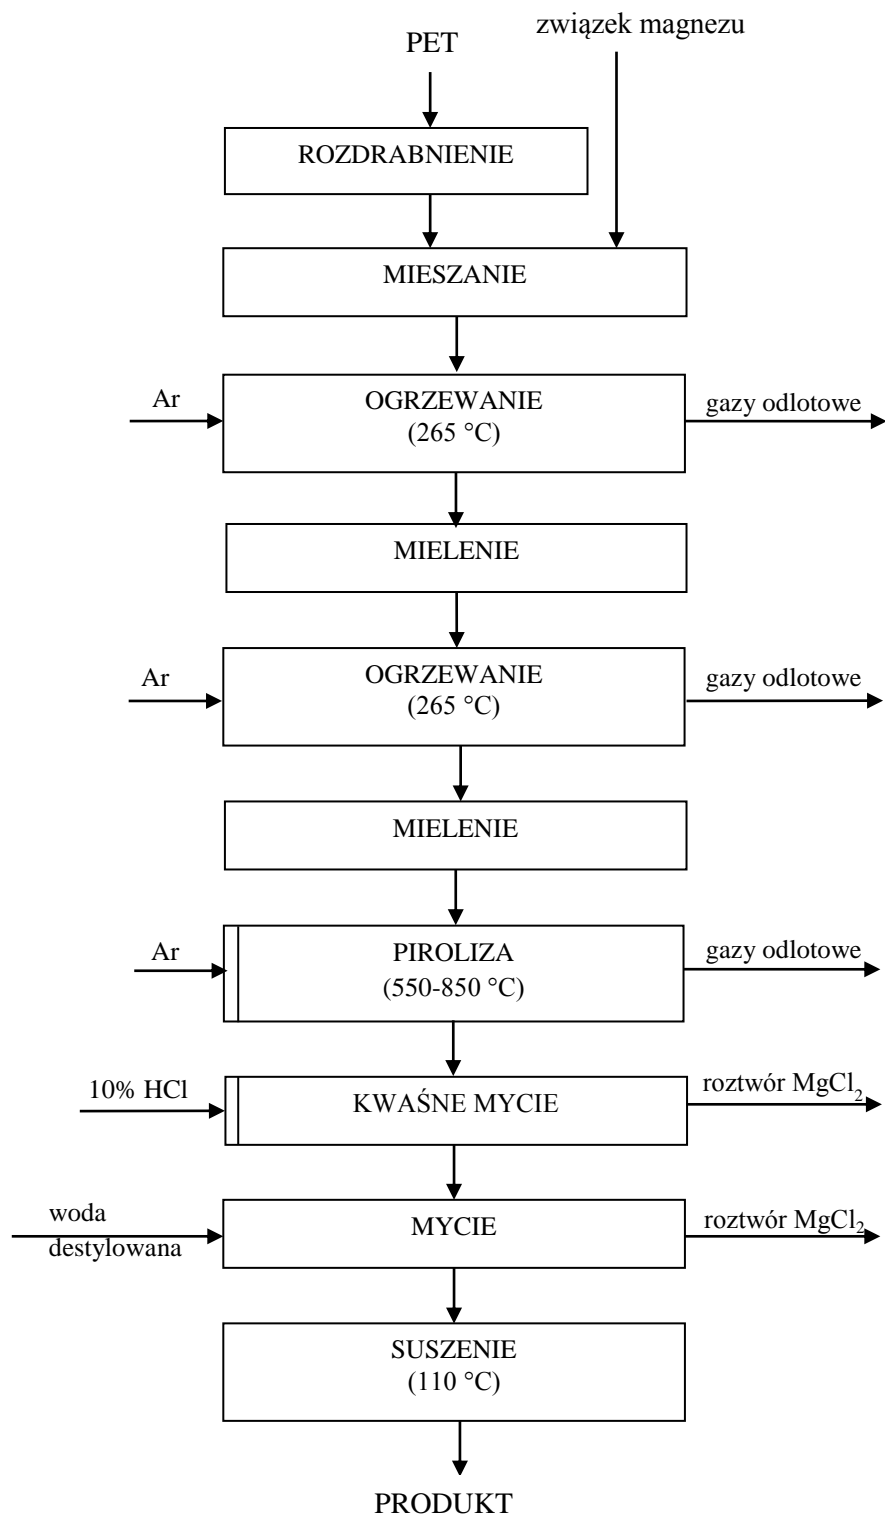 związek magnezu
PET
ROZDRABNIENIE
MIESZANIE
Ar
OGRZEWANIE
(265 °C)
gazy odlotowe
MIELENIE
Ar
OGRZEWANIE
(265 °C)
gazy odlotowe
MIELENIE
Ar
PIROLIZA
(550-850 °C)
gazy odlotowe
10% HCl
KWAŚNE MYCIE
roztwór MgCl₂
woda
destylowana
MYCIE
roztwór MgCl₂
SUSZENIE
(110 °C)
PRODUKT